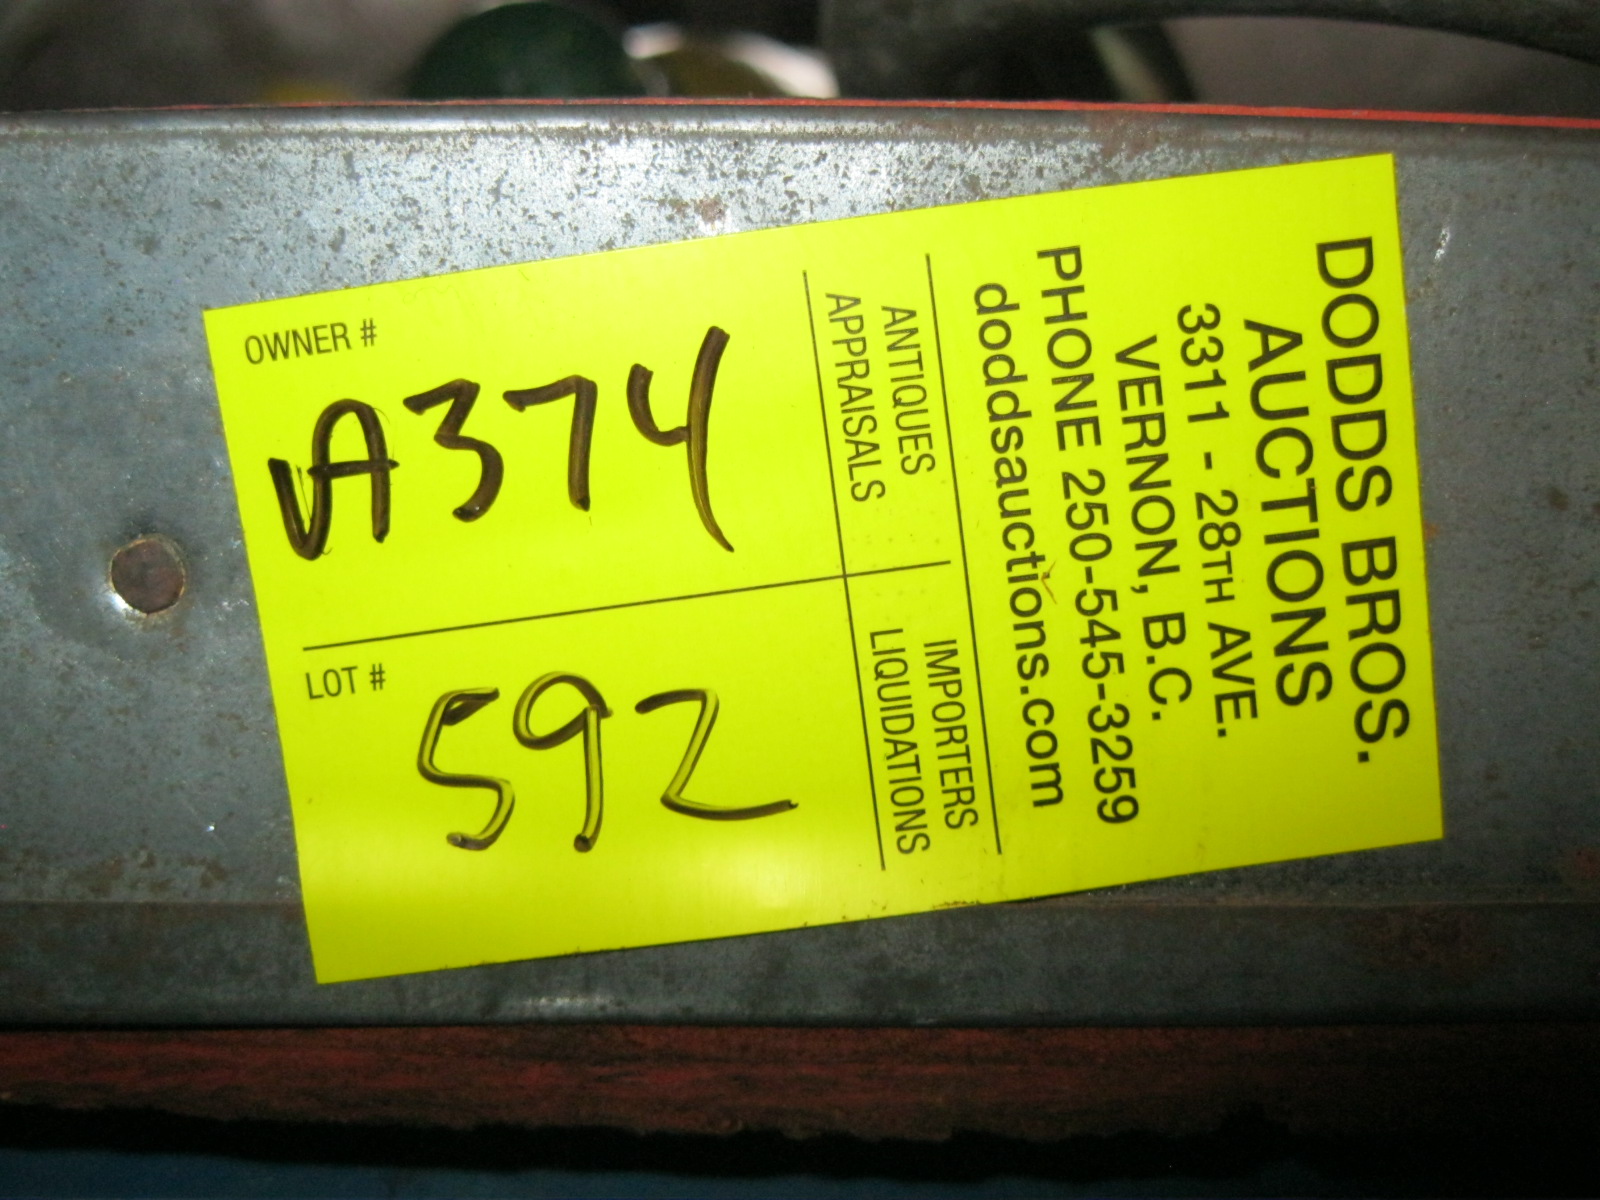 DODDS BROS.
AUCTIONS
3311 - 28TH AVE.
VERNON, B.C.
PHONE 250-545-3259
doddsauctions.com
ANTIQUES
APPRAISALS
IMPORTERS
LIQUIDATIONS
OWNER #
A374
LOT #
592